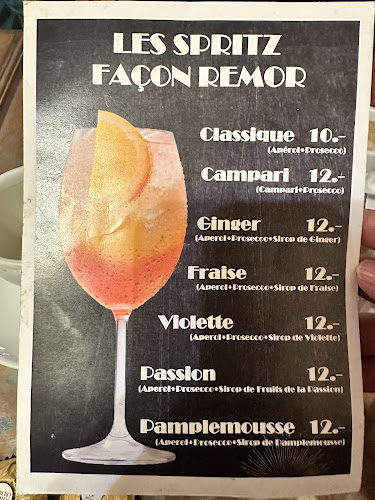 LES SPRITZ
FAÇON REMOR
Classique 10.-
(Apérol+Prosecco)
Campari 12.-
(Campari+Prosecco)
Ginger 12.-
(Aperol+Prosecco+Sirop de Ginger)
Fraise 12.-
(Aperol+Prosecco+Sirop de Fraise)
Violette 12.-
(Aperol+Prosecco+Sirop de Violette)
Passion 12.-
(Aperol+Prosecco+Sirop de Fruits de la Passion)
Pamplemousse 12.-
(Aperol+Prosecco+Sirop de Pamplemousse)